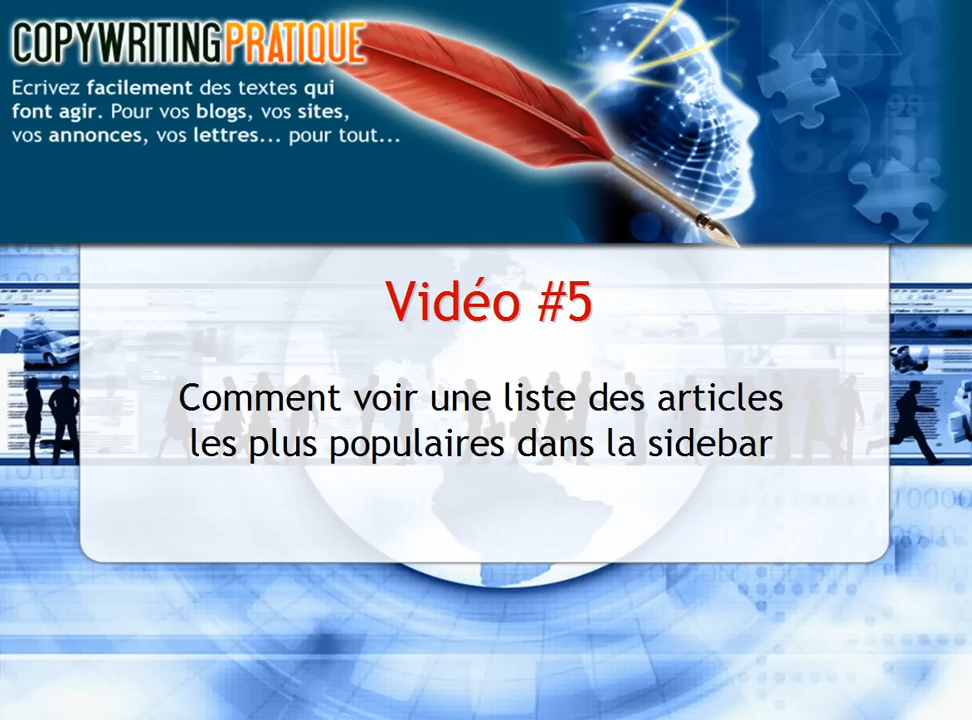 COPYWRITINGPRATIQUE
Ecrivez facilement des textes qui
font agir. Pour vos blogs, vos sites,
vos annonces, vos lettres... pour tout...
Vidéo #5
Comment voir une liste des articles
les plus populaires dans la sidebar